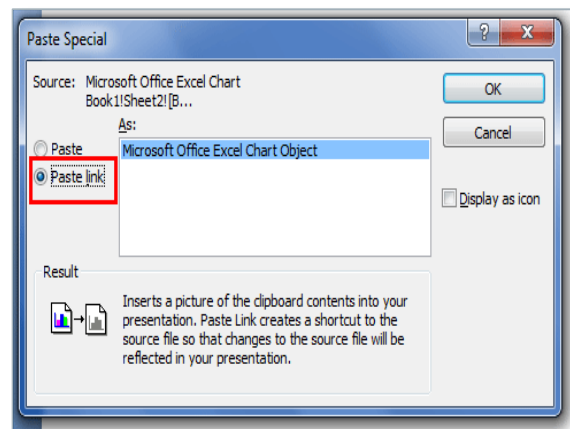 Paste Special
Source: Microsoft Office Excel Chart
Book1!Sheet2![B...
As:
Paste
Paste link
Microsoft Office Excel Chart Object
OK
Cancel
Display as icon
Result
Inserts a picture of the clipboard contents into your
presentation. Paste Link creates a shortcut to the
source file so that changes to the source file will be
reflected in your presentation.